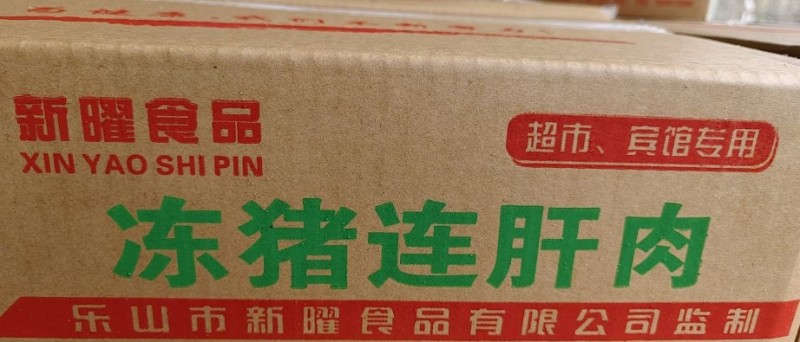 新曜食品
XIN YAO SHI PIN
超市、宾馆专用
冻猪连肝肉
乐山市新曜食品有限公司监制